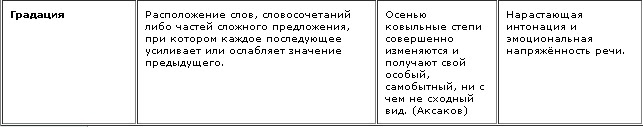 Градация
Расположение слов, словосочетаний
либо частей сложного предложения,
при котором каждое последующее
усиливает или ослабляет значение
предыдущего.
Осенью
ковыльные степи
совершенно
изменяются и
получают свой
особый,
самобытный, ни с
чем не сходный
вид. (Аксаков)
Нарастающая
интонация и
эмоциональная
напряжённость речи.